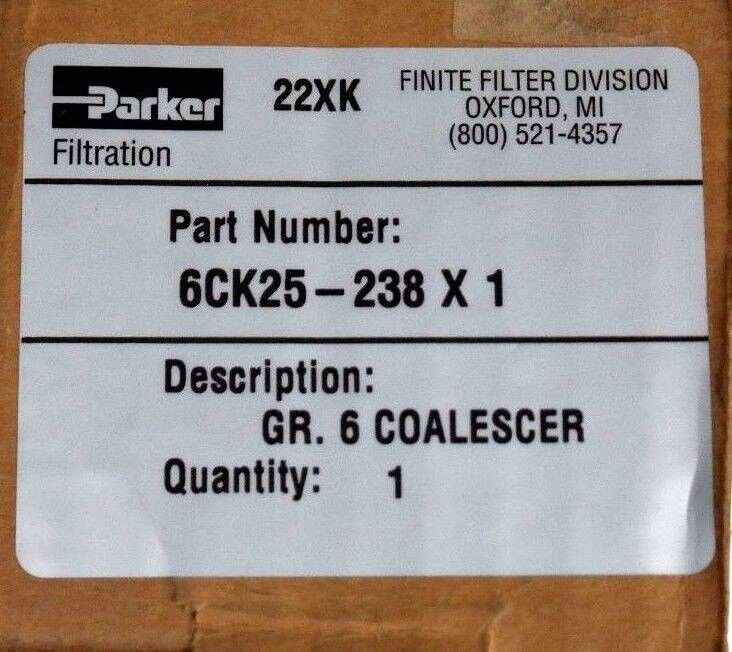 Parker
Filtration
22XK
FINITE FILTER DIVISION
OXFORD, MI
(800) 521-4357
Part Number:
6CK25-238 X 1
Description:
GR. 6 COALESCER
Quantity: 1